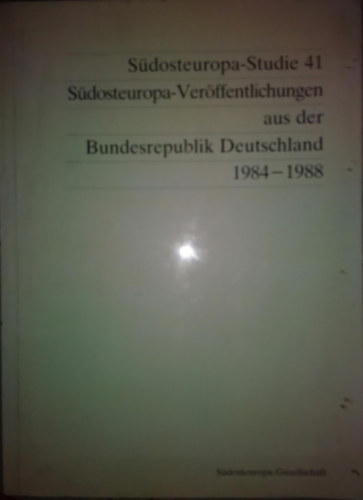 Südosteuropa-Studie 41
Südosteuropa-Veröffentlichungen
aus der
Bundesrepublik Deutschland
1984–1988
Südosteuropa-Gesellschaft